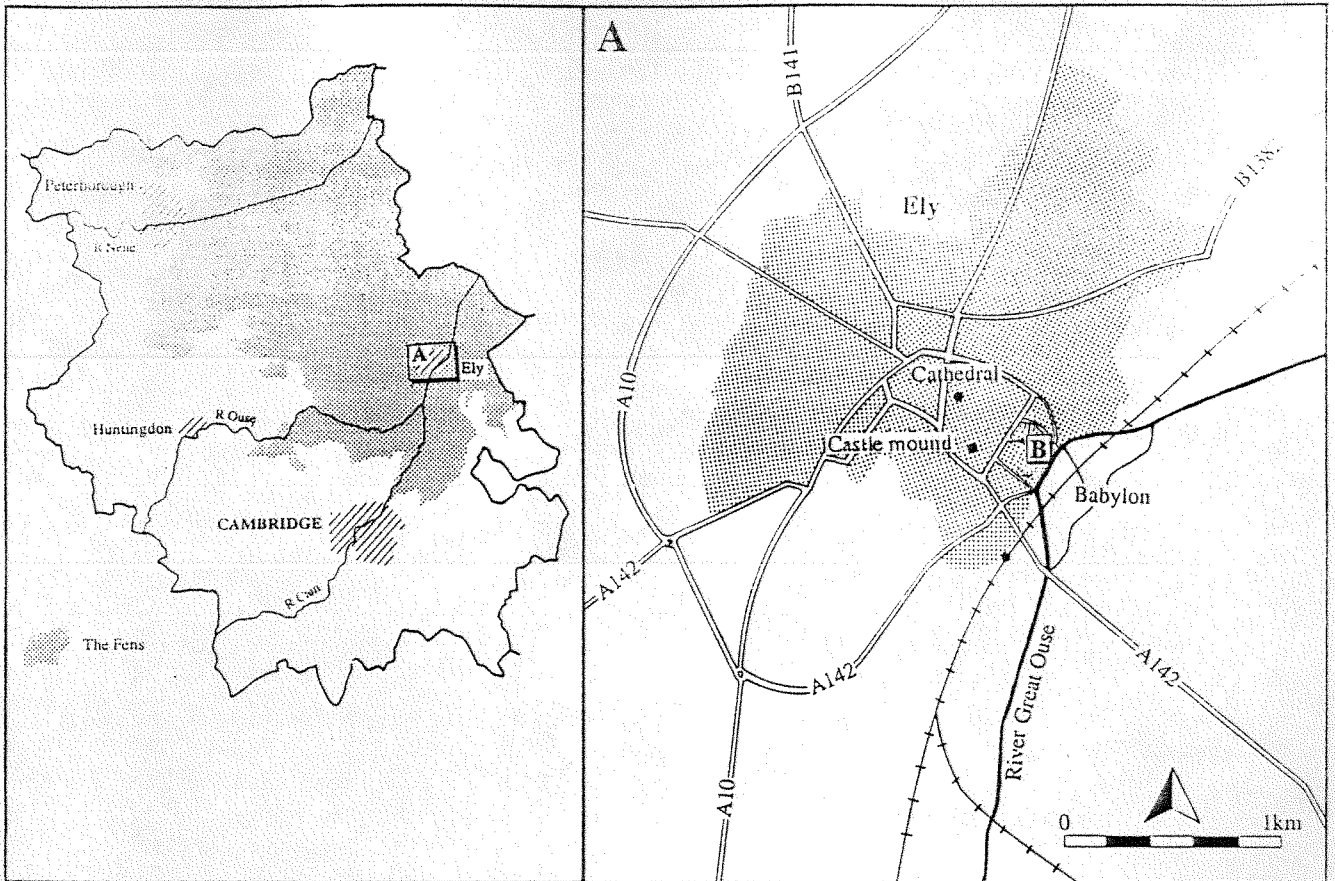 Peterborough
R Nene
A
Ely
Huntingdon
R Ouse
CAMBRIDGE
R Cam
The Fens
A
B141
Ely
A10
Cathedral
Castle mound
B
Babylon
A142
A142
A142
River Great Ouse
A10
0
1km